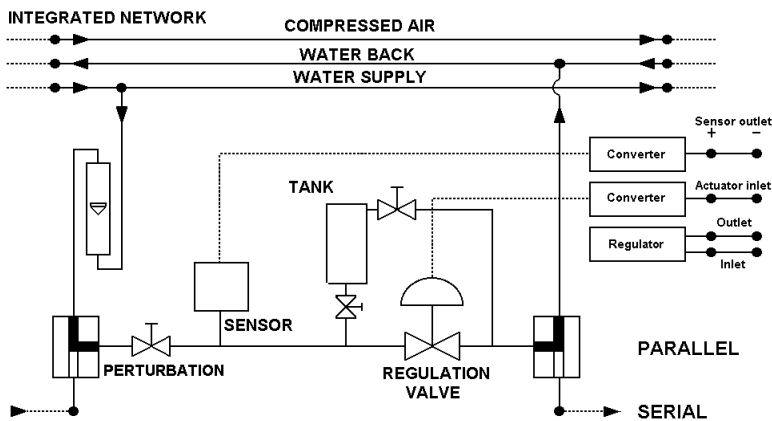 INTEGRATED NETWORK
COMPRESSED AIR
WATER BACK
WATER SUPPLY
Sensor outlet
+ −
Converter
Actuator inlet
Converter
Outlet
Regulator
Inlet
TANK
SENSOR
PERTURBATION
REGULATION
VALVE
PARALLEL
SERIAL